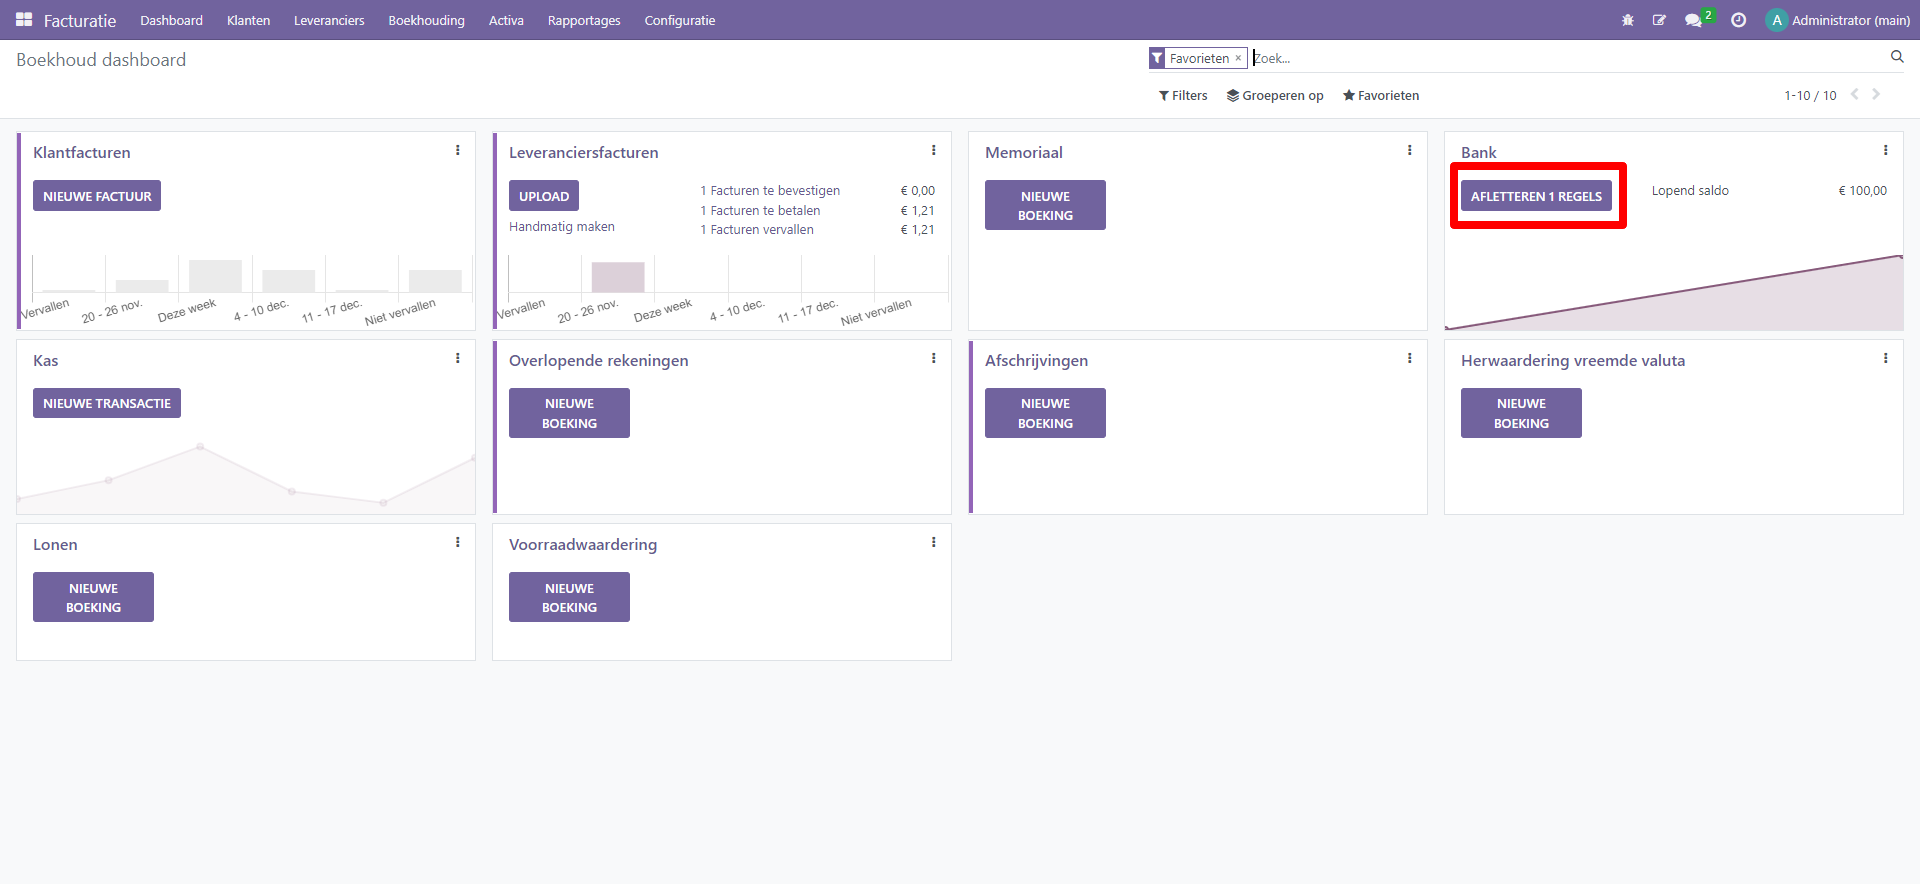 Facturatie Dashboard Klanten Leveranciers Boekhouding Activa Rapportages Configuratie 2 A Administrator (main)
Boekhoud dashboard
Favorieten × Zoek...
Filters Groeperen op Favorieten 1-10 / 10
Klantfacturen
NIEUWE FACTUUR
Vervallen 20 - 26 nov. Deze week 4 - 10 dec. 11 - 17 dec. Niet vervallen
Leveranciersfacturen
UPLOAD
Handmatig maken
1 Facturen te bevestigen € 0,00
1 Facturen te betalen € 1,21
1 Facturen vervallen € 1,21
Vervallen 20 - 26 nov. Deze week 4 - 10 dec. 11 - 17 dec. Niet vervallen
Memoriaal
NIEUWE
BOEKING
Bank
AFLETTEREN 1 REGELS
Lopend saldo € 100,00
Kas
NIEUWE TRANSACTIE
Overlopende rekeningen
NIEUWE
BOEKING
Afschrijvingen
NIEUWE
BOEKING
Herwaardering vreemde valuta
NIEUWE
BOEKING
Lonen
NIEUWE
BOEKING
Voorraadwaardering
NIEUWE
BOEKING